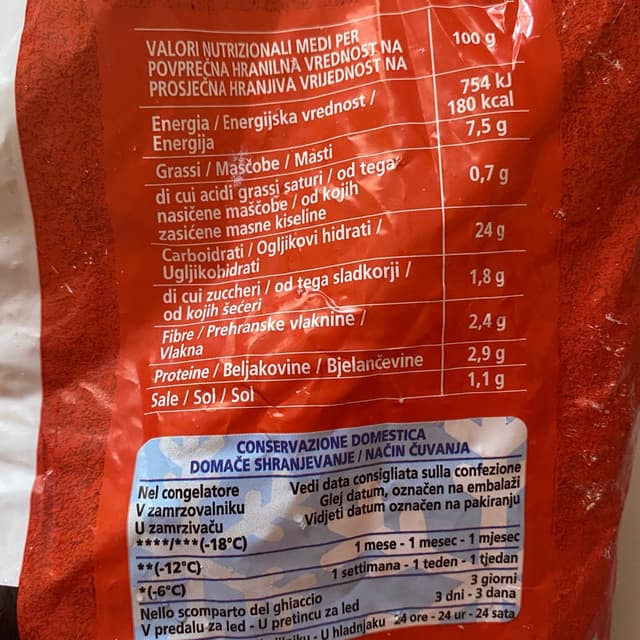 VALORI NUTRIZIONALI MEDI PER
POVPREČNA HRANILNA VREDNOST NA
PROSJEČNA HRANJIVA VRIJEDNOST NA
100 g
Energia / Energijska vrednost /
Energija
754 kJ
180 kcal
Grassi / Maščobe / Masti
7,5 g
di cui acidi grassi saturi / od tega
nasičene maščobe / od kojih
zasićene masne kiseline
0,7 g
Carboidrati / Ogljikovi hidrati /
Ugljikohidrati
24 g
di cui zuccheri / od tega sladkorji /
od kojih šećeri
1,8 g
Fibre / Prehranske vlaknine /
Vlakna
2,4 g
Proteine / Beljakovine / Bjelančevine
2,9 g
Sale / Sol / Sol
1,1 g
CONSERVAZIONE DOMESTICA
DOMAČE SHRANJEVANJE / NAČIN ČUVANJA
Nel congelatore
V zamrzovalniku
U zamrzivaču
Vedi data consigliata sulla confezione
Glej datum, označen na embalaži
Vidjeti datum označen na pakiranju
****/***(-18°C)
1 mese - 1 mesec - 1 mjesec
**(-12°C)
1 settimana - 1 teden - 1 tjedan
*(-6°C)
3 giorni
3 dni - 3 dana
Nello scomparto del ghiaccio
V predalu za led - U pretincu za led
U hladnjaku
24 ore - 24 ur - 24 sata